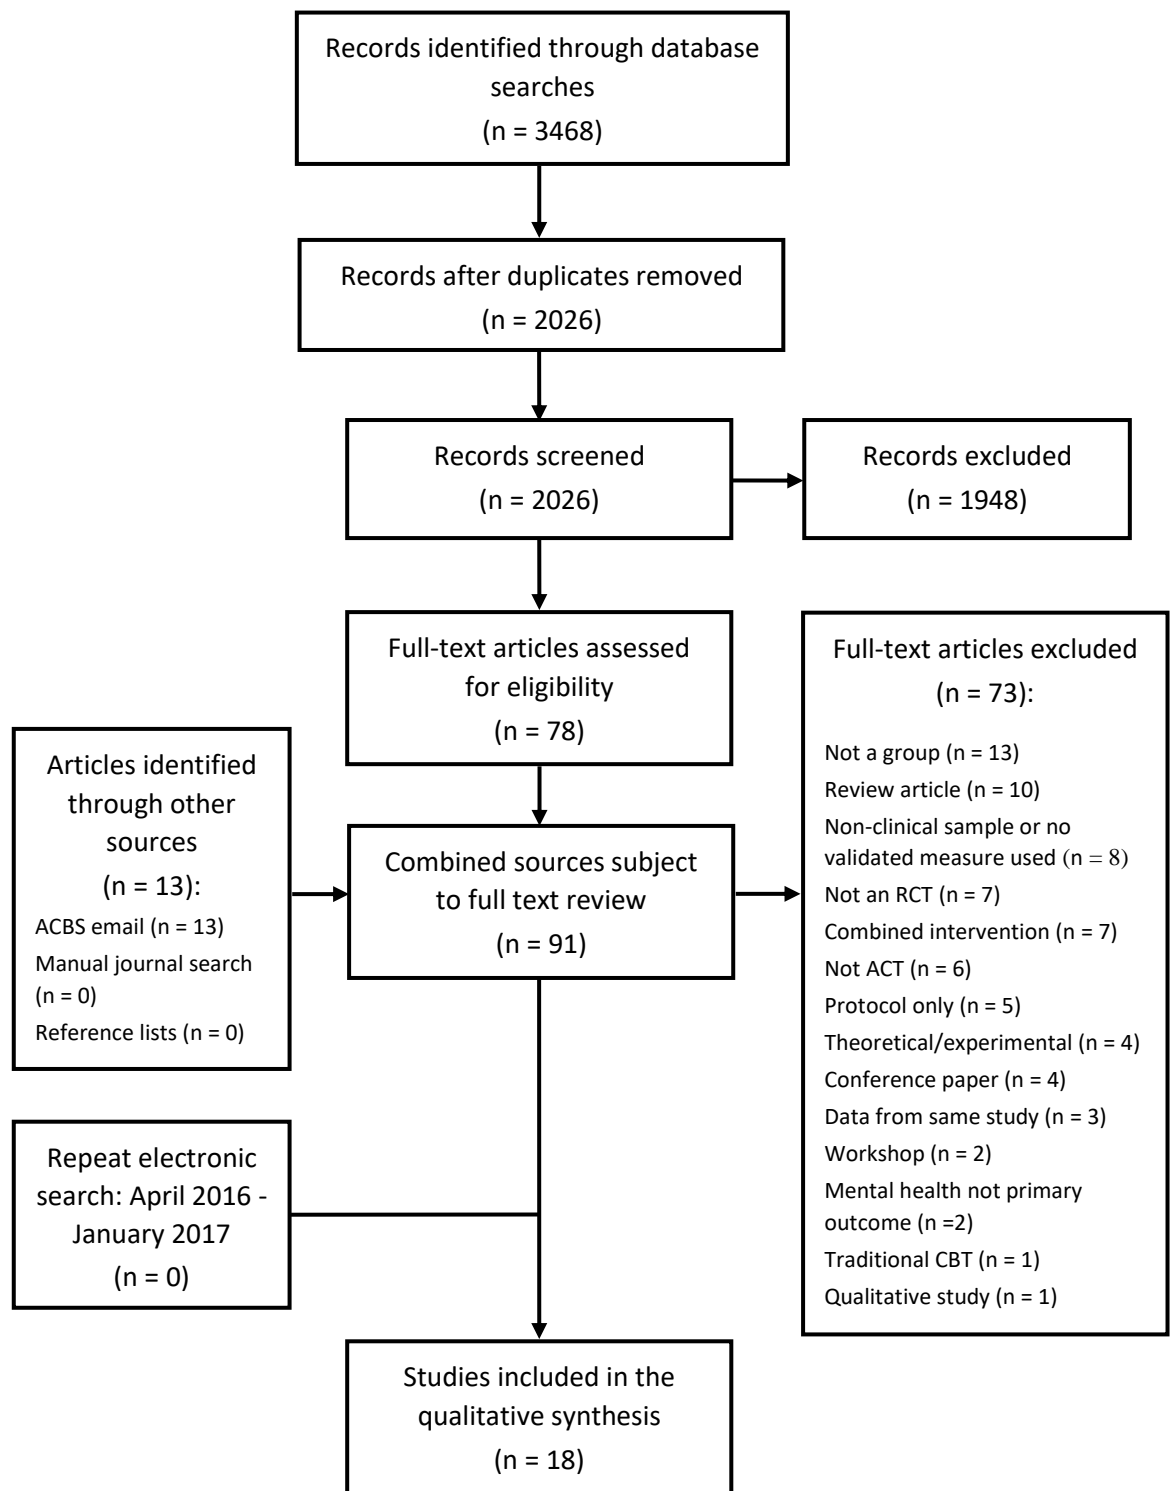 Records identified through database
searches
(n = 3468)
Records after duplicates removed
(n = 2026)
Records screened
(n = 2026)
Records excluded
(n = 1948)
Full-text articles assessed
for eligibility
(n = 78)
Articles identified
through other
sources
(n = 13):
ACBS email (n = 13)
Manual journal search
(n = 0)
Reference lists (n = 0)
Combined sources subject
to full text review
(n = 91)
Full-text articles excluded
(n = 73):
Not a group (n = 13)
Review article (n = 10)
Non-clinical sample or no
validated measure used (n = 8)
Not an RCT (n = 7)
Combined intervention (n = 7)
Not ACT (n = 6)
Protocol only (n = 5)
Theoretical/experimental (n = 4)
Conference paper (n = 4)
Data from same study (n = 3)
Workshop (n = 2)
Mental health not primary
outcome (n =2)
Traditional CBT (n = 1)
Qualitative study (n = 1)
Repeat electronic
search: April 2016 -
January 2017
(n = 0)
Studies included in the
qualitative synthesis
(n = 18)